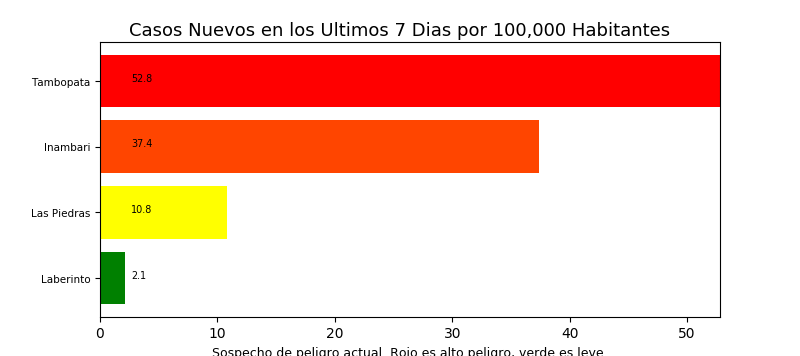 Casos Nuevos en los Ultimos 7 Dias por 100,000 Habitantes
Tambopata 52.8
Inambari 37.4
Las Piedras 10.8
Laberinto 2.1
0 10 20 30 40 50
Sospecho de peligro actual. Rojo es alto peligro, verde es leve